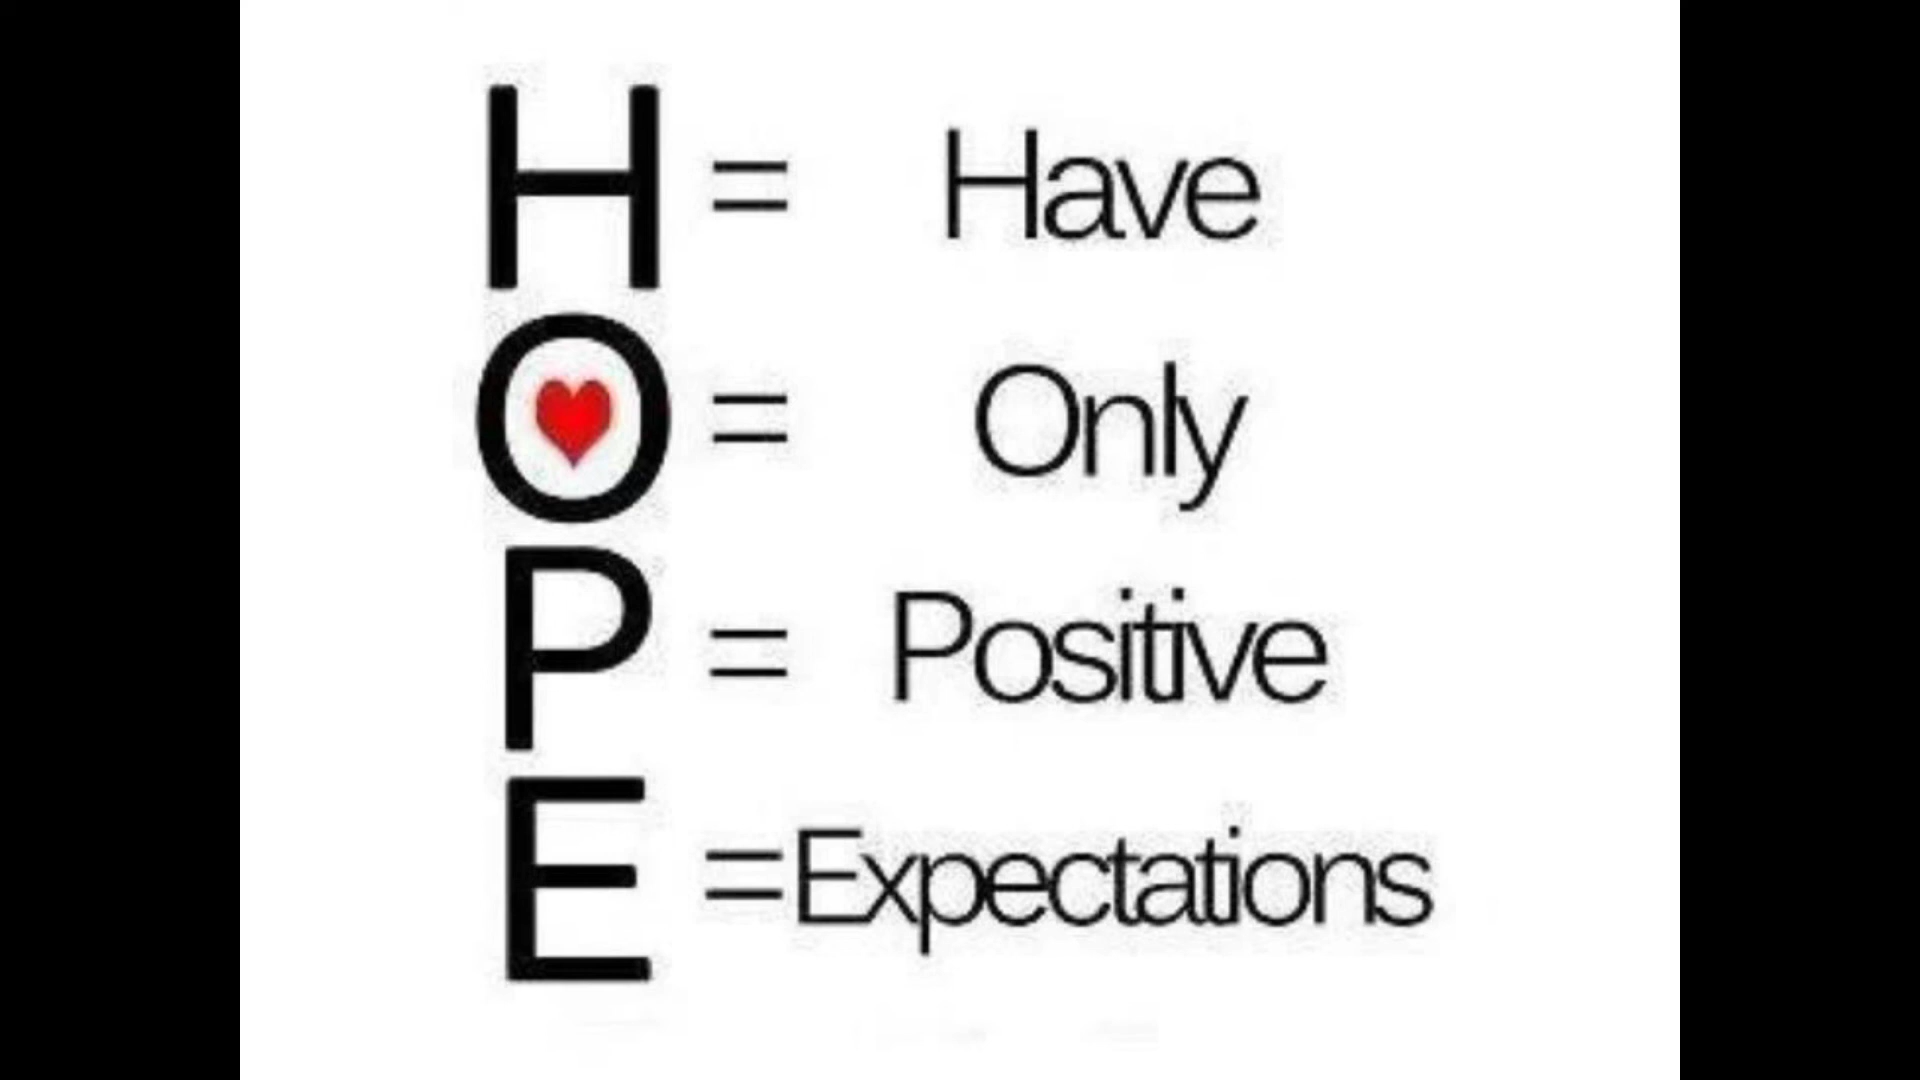 H = Have
O = Only
P = Positive
E =Expectations